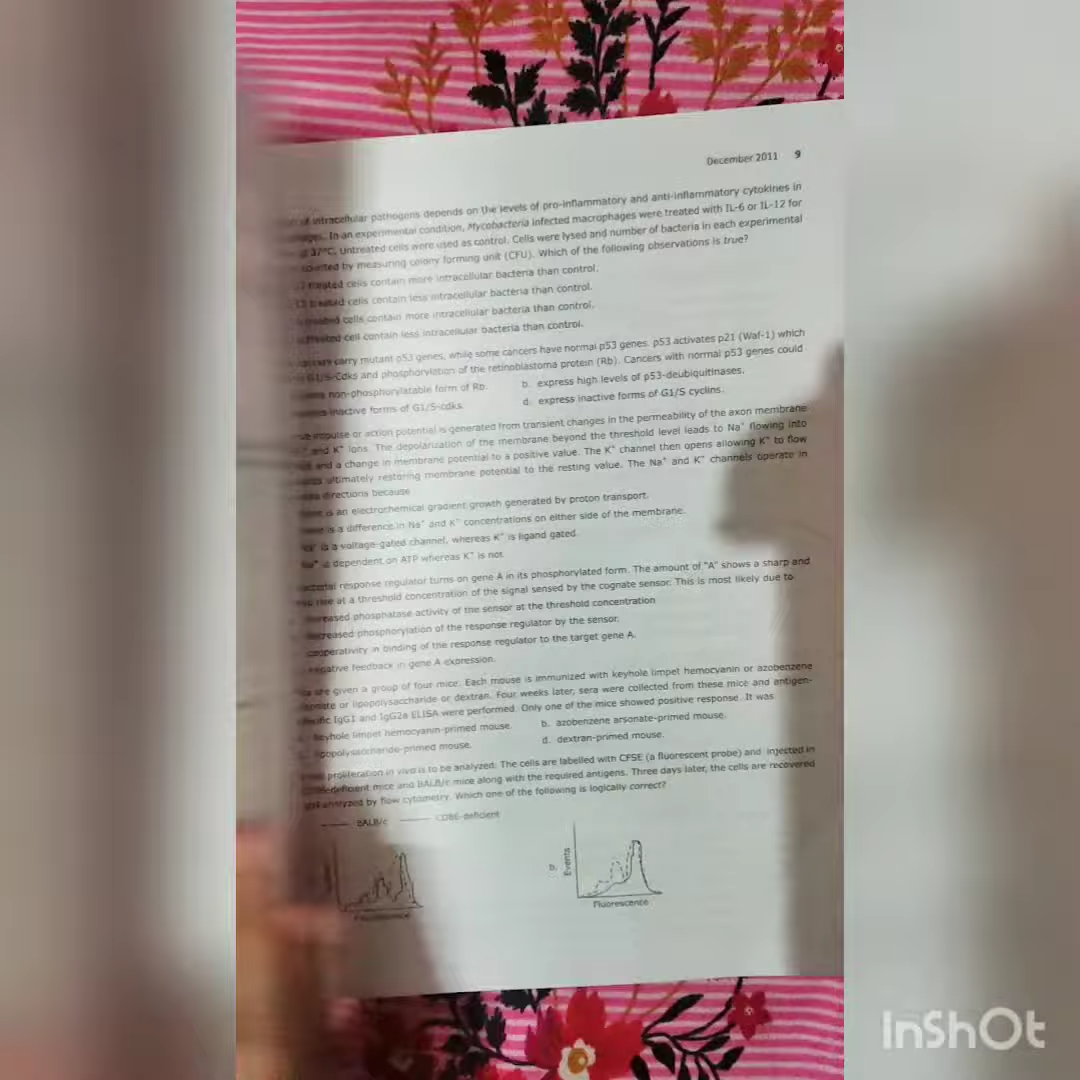 December 2011 9
of intracellular pathogens depends on the levels of pro-inflammatory and anti-inflammatory cytokines in
In an experimental condition, Mycobacteria infected macrophages were treated with IL-6 or IL-12 for
37°C. Untreated cells were used as control. Cells were lysed and number of bacteria in each experimental
counted by measuring colony forming unit (CFU). Which of the following observations is true?
treated cells contain more intracellular bacteria than control.
treated cells contain less intracellular bacteria than control.
treated cells contain more intracellular bacteria than control.
treated cell contain less intracellular bacteria than control.
carry mutant p53 genes, while some cancers have normal p53 genes. p53 activates p21 (Waf-1) which
G1/S-Cdks and phosphorylation of the retinoblastoma protein (Rb). Cancers with normal p53 genes could
non-phosphorylatable form of Rb. b. express high levels of p53-deubiquitinases.
inactive forms of G1/S-cdks. d. express inactive forms of G1/S cyclins.
impulse or action potential is generated from transient changes in the permeability of the axon membrane
and K⁺ ions. The depolarization of the membrane beyond the threshold level leads to Na⁺ flowing into
and a change in membrane potential to a positive value. The K⁺ channel then opens allowing K⁺ to flow
ultimately restoring membrane potential to the resting value. The Na⁺ and K⁺ channels operate in
directions because
is an electrochemical gradient growth generated by proton transport.
is a difference in Na⁺ and K⁺ concentrations on either side of the membrane.
Na⁺ is a voltage-gated channel, whereas K⁺ is ligand gated.
Na⁺ is dependent on ATP whereas K⁺ is not.
response regulator turns on gene A in its phosphorylated form. The amount of "A" shows a sharp and
rise at a threshold concentration of the signal sensed by the cognate sensor. This is most likely due to
phosphatase activity of the sensor at the threshold concentration
phosphorylation of the response regulator by the sensor.
cooperativity in binding of the response regulator to the target gene A.
negative feedback in gene A expression.
are given a group of four mice. Each mouse is immunized with keyhole limpet hemocyanin or azobenzene
or lipopolysaccharide or dextran. Four weeks later, sera were collected from these mice and antigen-
IgG1 and IgG2a ELISA were performed. Only one of the mice showed positive response. It was
keyhole limpet hemocyanin-primed mouse. b. azobenzene arsonate-primed mouse.
lipopolysaccharide-primed mouse. d. dextran-primed mouse.
proliferation in vivo is to be analyzed. The cells are labelled with CFSE (a fluorescent probe) and injected in
deficient mice and BALB/c mice along with the required antigens. Three days later, the cells are recovered
analyzed by flow cytometry. Which one of the following is logically correct?
BALB/c CD86-deficient
b. Events
Fluorescence Fluorescence
InShOt